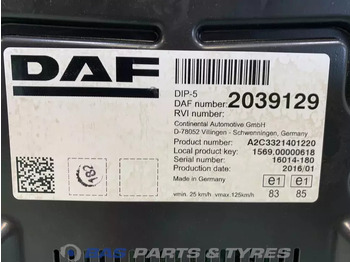 DAF
DIP-5
DAF number: 2039129
RVI number:
Continental Automotive GmbH
D-78052 Villingen - Schwenningen, Germany
Product number: A2C3321401220
Local product key: 1569.00000618
Serial number: 16014-180
Production date: 2016/01
Made in Germany
vmin. 25 km/h vmax 125km/h
e1 e1
83 85
PARTS & TYRES